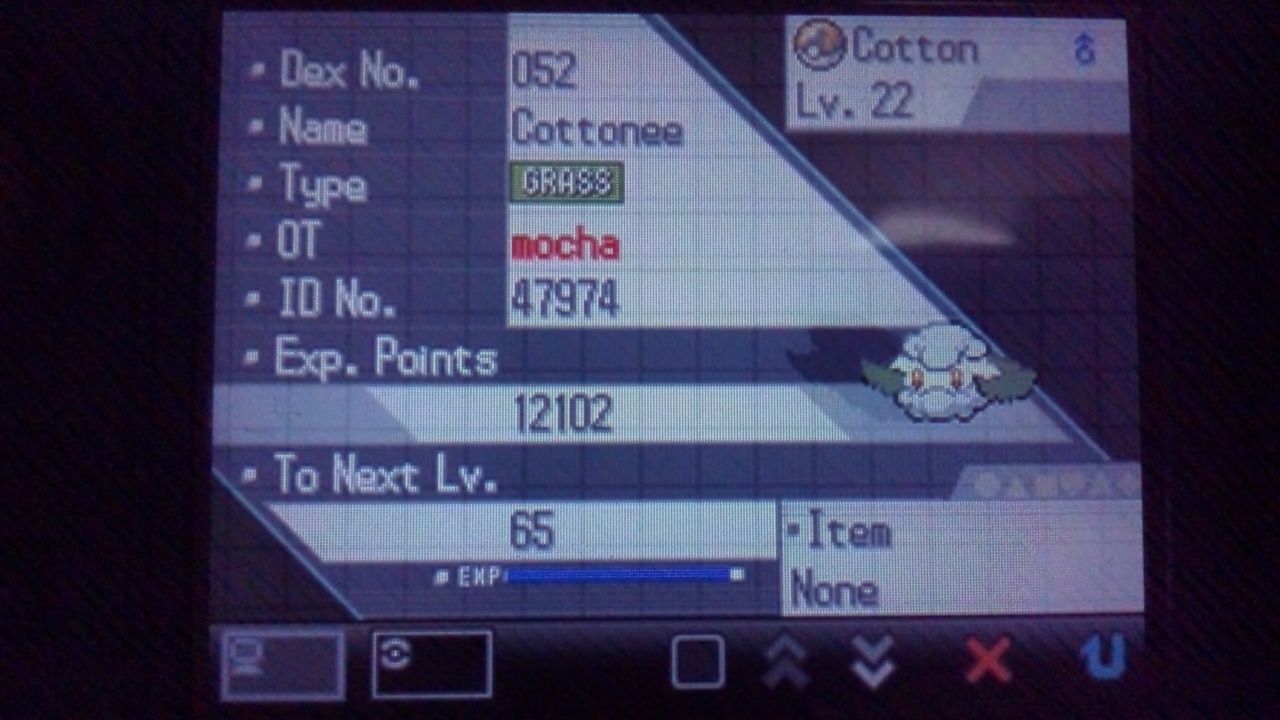 Dex No. 052
Name Cottonee
Type GRASS
OT mocha
ID No. 47974
Exp. Points
12102
To Next Lv.
65
EXP
Cotton ♂
Lv. 22
Item
None